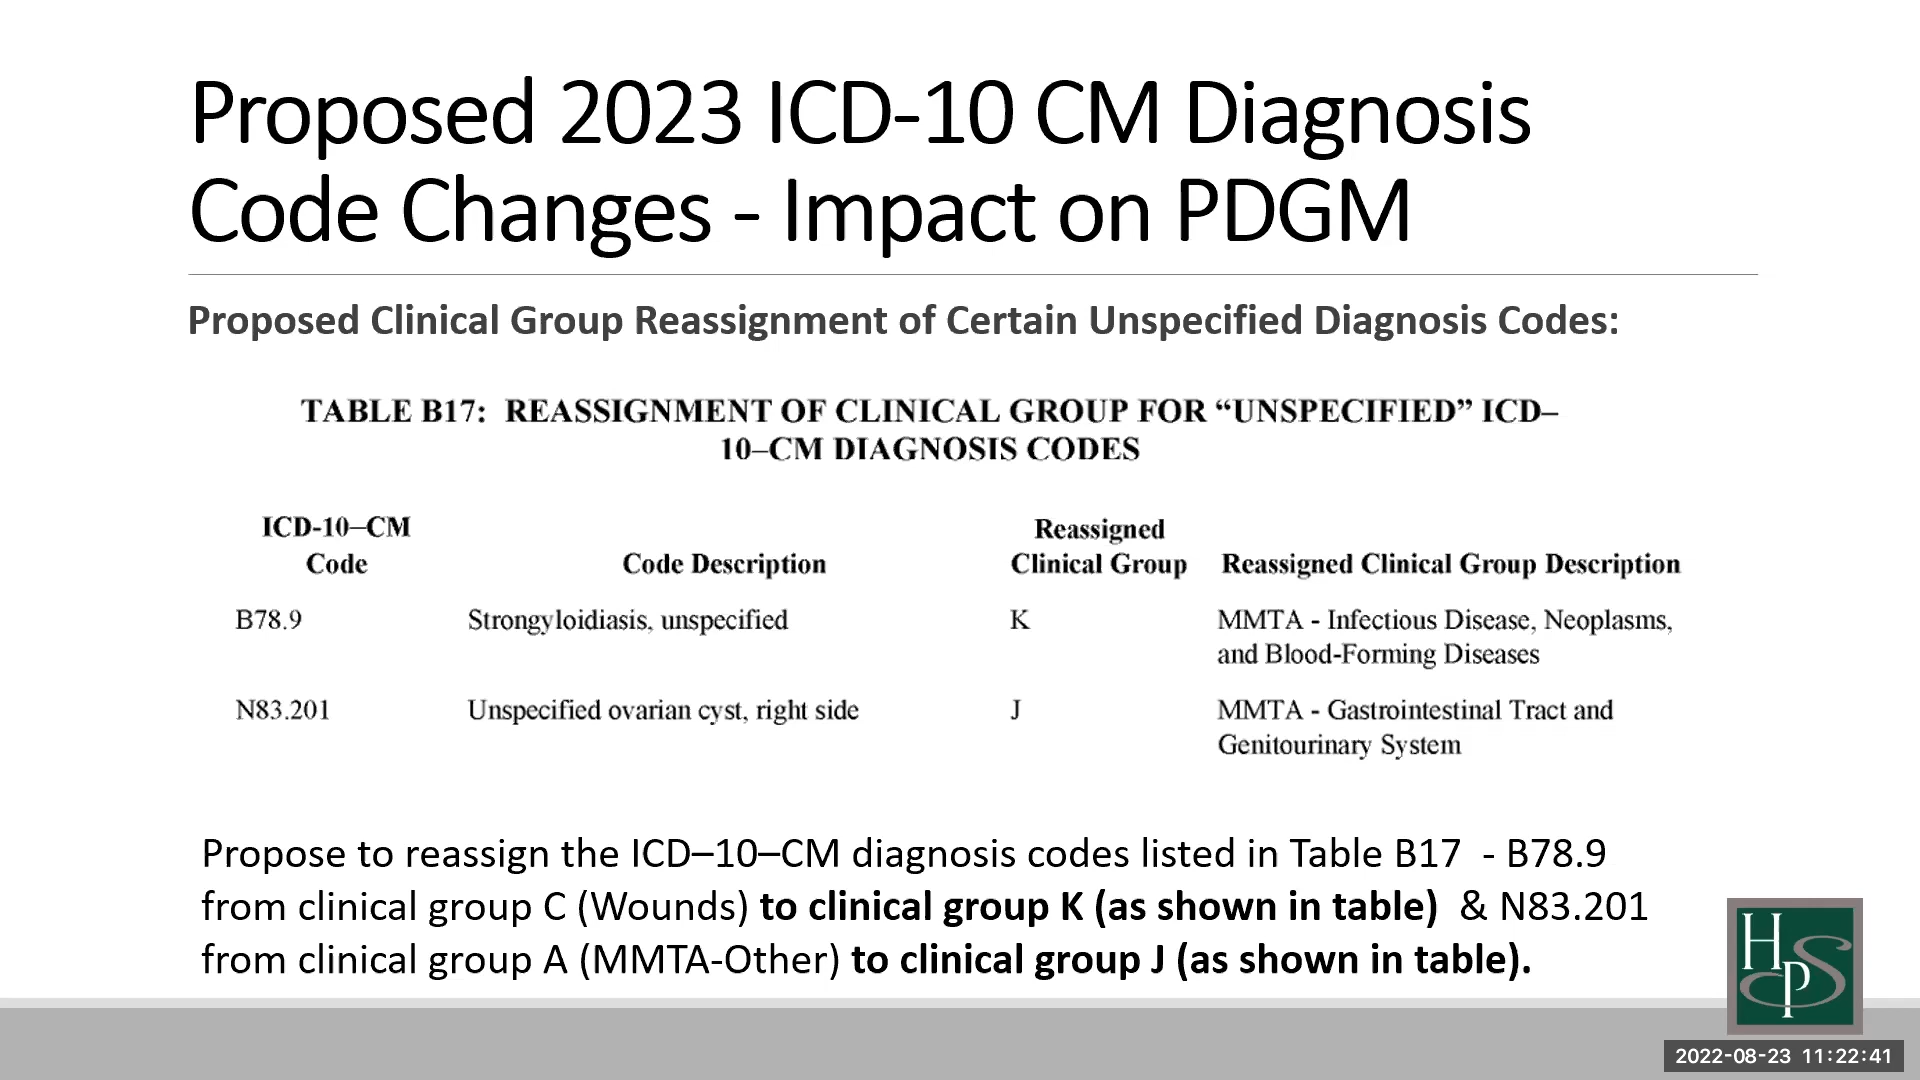 Proposed 2023 ICD-10 CM Diagnosis
Code Changes - Impact on PDGM
Proposed Clinical Group Reassignment of Certain Unspecified Diagnosis Codes:
TABLE B17: REASSIGNMENT OF CLINICAL GROUP FOR “UNSPECIFIED” ICD–
10–CM DIAGNOSIS CODES
ICD-10–CM Code Code Description Reassigned Clinical Group Reassigned Clinical Group Description
B78.9 Strongyloidiasis, unspecified K MMTA - Infectious Disease, Neoplasms,
and Blood-Forming Diseases
N83.201 Unspecified ovarian cyst, right side J MMTA - Gastrointestinal Tract and
Genitourinary System
Propose to reassign the ICD–10–CM diagnosis codes listed in Table B17 - B78.9
from clinical group C (Wounds) to clinical group K (as shown in table) & N83.201
from clinical group A (MMTA-Other) to clinical group J (as shown in table).
HPS
2022-08-23 11:22:41